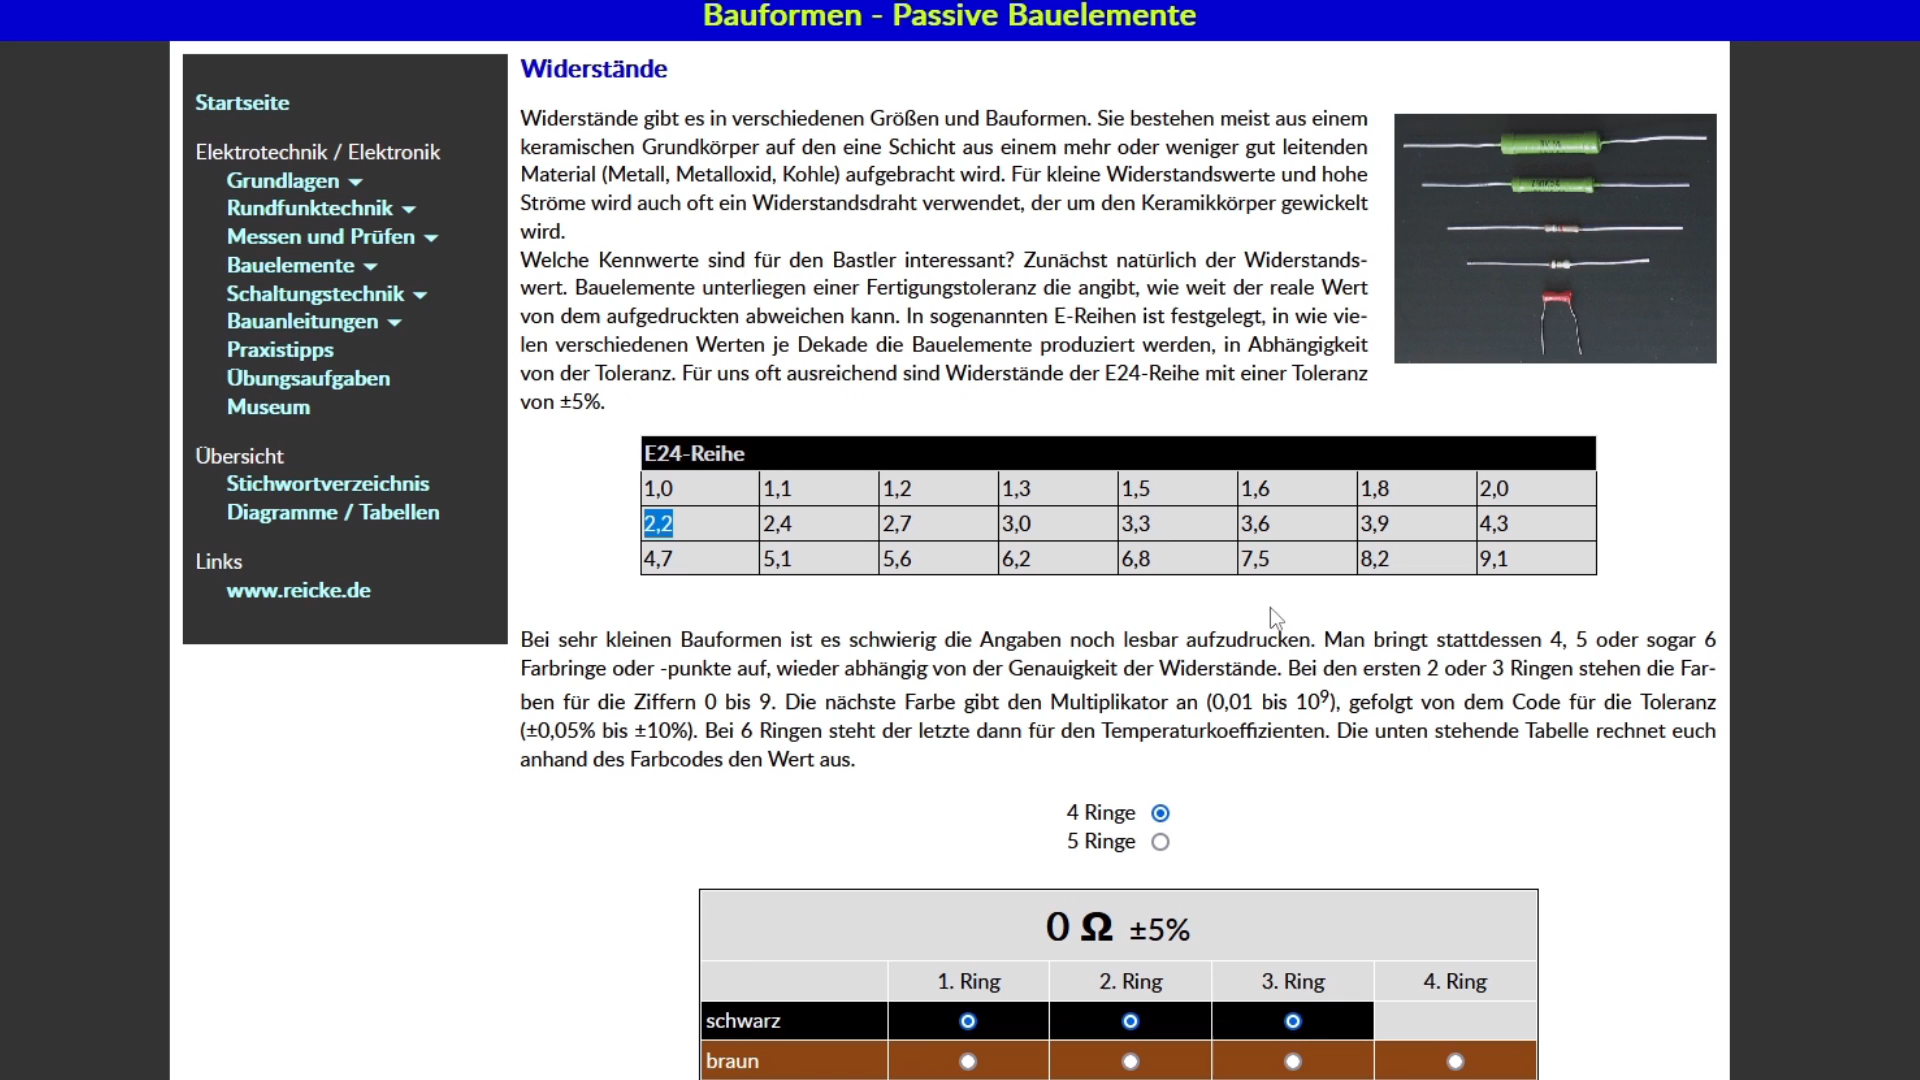 Bauformen - Passive Bauelemente
Startseite
Elektrotechnik / Elektronik
Grundlagen
Rundfunktechnik
Messen und Prüfen
Bauelemente
Schaltungstechnik
Bauanleitungen
Praxistipps
Übungsaufgaben
Museum
Übersicht
Stichwortverzeichnis
Diagramme / Tabellen
Links
www.reicke.de
Widerstände
Widerstände gibt es in verschiedenen Größen und Bauformen. Sie bestehen meist aus einem
keramischen Grundkörper auf den eine Schicht aus einem mehr oder weniger gut leitenden
Material (Metall, Metalloxid, Kohle) aufgebracht wird. Für kleine Widerstandswerte und hohe
Ströme wird auch oft ein Widerstandsdraht verwendet, der um den Keramikkörper gewickelt
wird.
Welche Kennwerte sind für den Bastler interessant? Zunächst natürlich der Widerstands-
wert. Bauelemente unterliegen einer Fertigungstoleranz die angibt, wie weit der reale Wert
von dem aufgedruckten abweichen kann. In sogenannten E-Reihen ist festgelegt, in wie vie-
len verschiedenen Werten je Dekade die Bauelemente produziert werden, in Abhängigkeit
von der Toleranz. Für uns oft ausreichend sind Widerstände der E24-Reihe mit einer Toleranz
von ±5%.
E24-Reihe
1,0 1,1 1,2 1,3 1,5 1,6 1,8 2,0
2,2 2,4 2,7 3,0 3,3 3,6 3,9 4,3
4,7 5,1 5,6 6,2 6,8 7,5 8,2 9,1
Bei sehr kleinen Bauformen ist es schwierig die Angaben noch lesbar aufzudrucken. Man bringt stattdessen 4, 5 oder sogar 6
Farbringe oder -punkte auf, wieder abhängig von der Genauigkeit der Widerstände. Bei den ersten 2 oder 3 Ringen stehen die Far-
ben für die Ziffern 0 bis 9. Die nächste Farbe gibt den Multiplikator an (0,01 bis 10⁹), gefolgt von dem Code für die Toleranz
(±0,05% bis ±10%). Bei 6 Ringen steht der letzte dann für den Temperaturkoeffizienten. Die unten stehende Tabelle rechnet euch
anhand des Farbcodes den Wert aus.
4 Ringe
5 Ringe
0 Ω ±5%
1. Ring 2. Ring 3. Ring 4. Ring
schwarz
braun